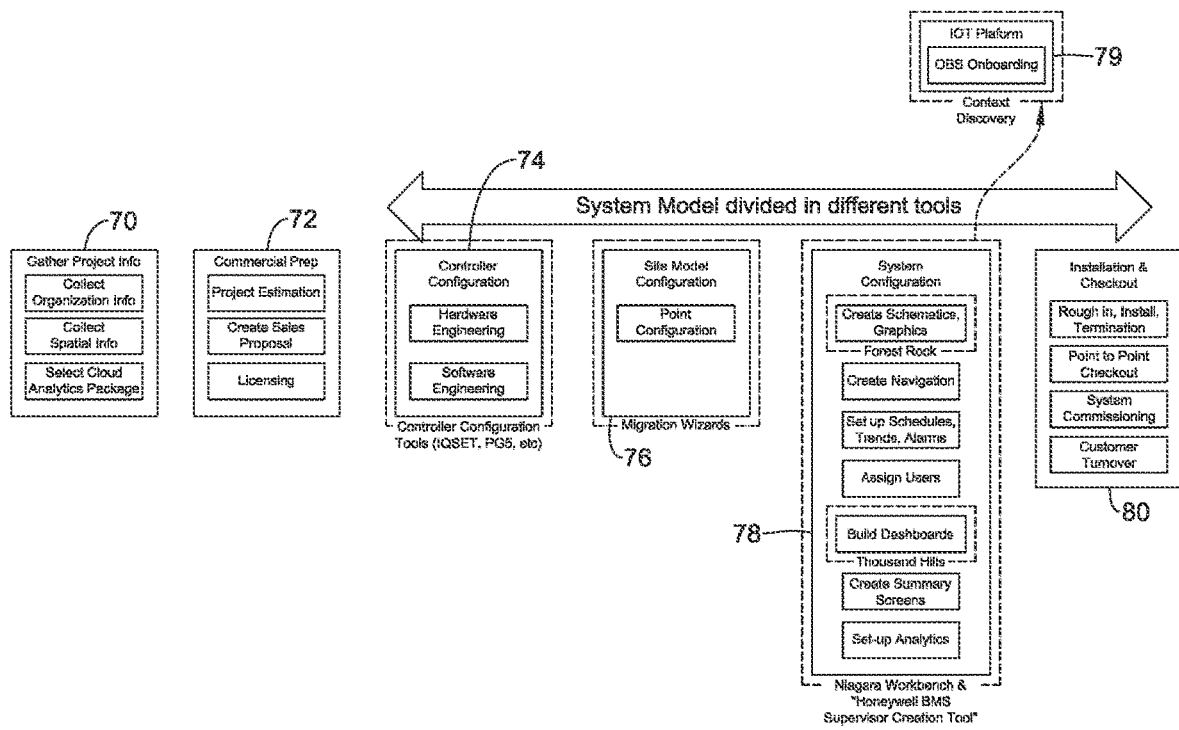 IOT Plaform
OBS Onboarding
79
Context
Discovery
74
System Model divided in different tools
70
Gather Project Info
Collect
Organization Info
Collect
Spatial Info
Select Cloud
Analytics Package
72
Commercial Prep
Project Estimation
Create Sales
Proposal
Licensing
Controller
Configuration
Hardware
Engineering
Software
Engineering
Controller Configuration
Tools (IQSET, PG5, etc)
Site Model
Configuration
Point
Configuration
Migration Wizards
76
System
Configuration
Create Schematics,
Graphics
Forest Rock
Create Navigation
Set up Schedules,
Trends, Alarms
Assign Users
Build Dashboards
Thousand Hills
Create Summary
Screens
Set-up Analytics
78
Niagara Workbench &
"Honeywell BMS
Supervisor Creation Tool"
Installation &
Checkout
Rough in, Install,
Termination
Point to Point
Checkout
System
Commissioning
Customer
Turnover
80